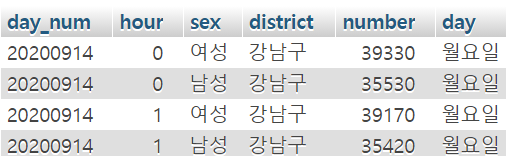 day_num hour sex district number day
20200914 0 여성 강남구 39330 월요일
20200914 0 남성 강남구 35530 월요일
20200914 1 여성 강남구 39170 월요일
20200914 1 남성 강남구 35420 월요일